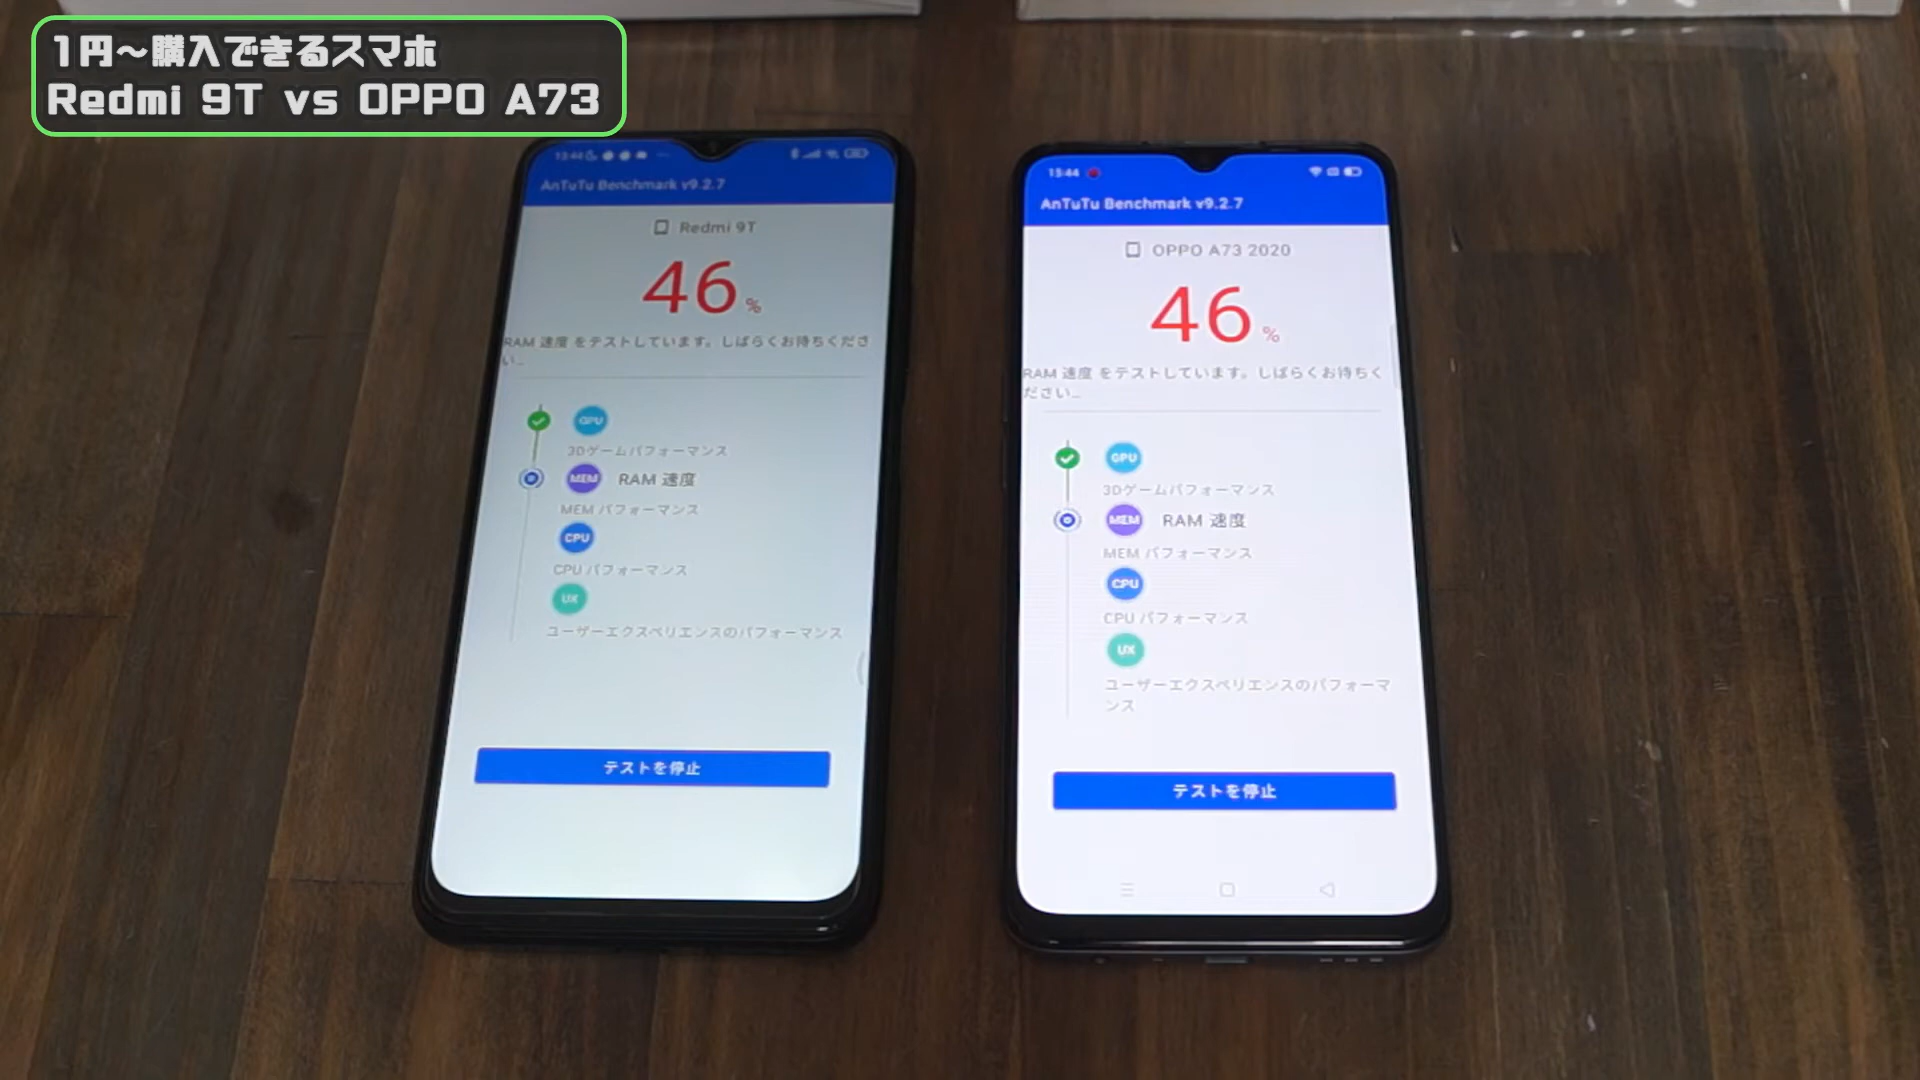 1円～購入できるスマホ
Redmi 9T vs OPPO A73
13:44
AnTuTu Benchmark v9.2.7
Redmi 9T
46%
RAM 速度 をテストしています。しばらくお待ちくださ
い...
GPU
3Dゲームパフォーマンス
MEM RAM 速度
MEM パフォーマンス
CPU
CPU パフォーマンス
UX
ユーザーエクスペリエンスのパフォーマンス
テストを停止
15:44
AnTuTu Benchmark v9.2.7
OPPO A73 2020
46%
RAM 速度 をテストしています。しばらくお待ちく
ださい...
GPU
3Dゲームパフォーマンス
MEM RAM 速度
MEM パフォーマンス
CPU
CPU パフォーマンス
UX
ユーザーエクスペリエンスのパフォーマ
ンス
テストを停止